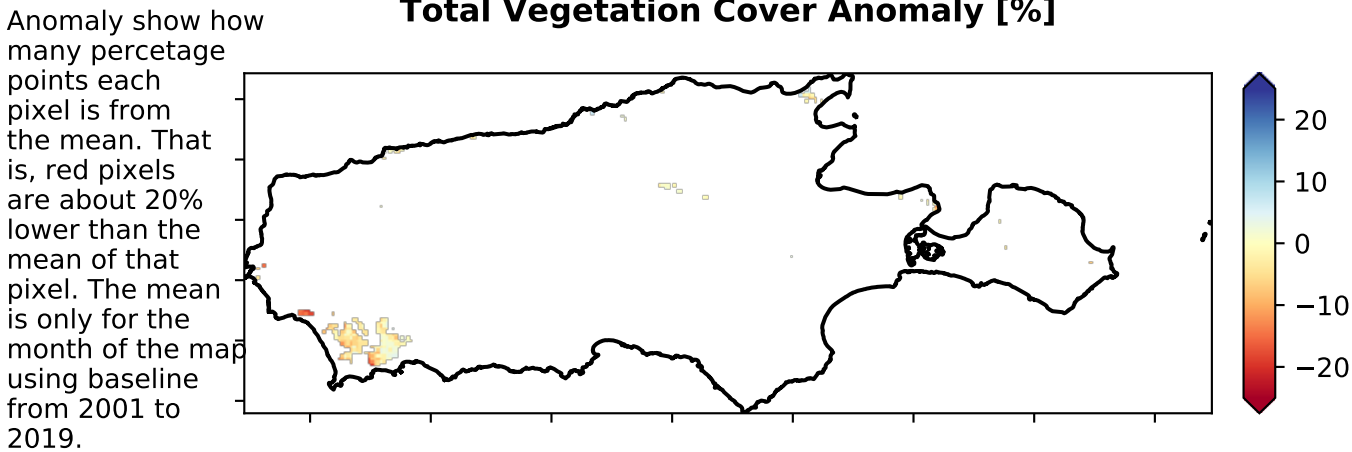 Total Vegetation Cover Anomaly [%]
Anomaly show how
many percetage
points each
pixel is from
the mean. That
is, red pixels
are about 20%
lower than the
mean of that
pixel. The mean
is only for the
month of the map
using baseline
from 2001 to
2019.
20
10
0
−10
−20